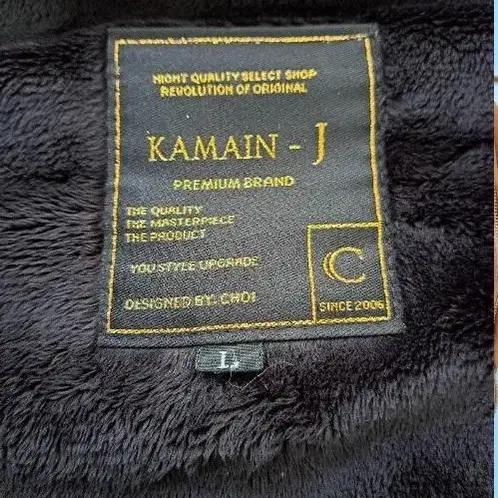 HIGHT QUALITY SELECT SHOP
REVOLUTION OF ORIGINAL
KAMAIN - J
PREMIUM BRAND
THE QUALITY
THE MASTERPIECE
THE PRODUCT
YOU STYLE UPGRADE
DESIGNED BY. CHOI
C
SINCE 2006
L